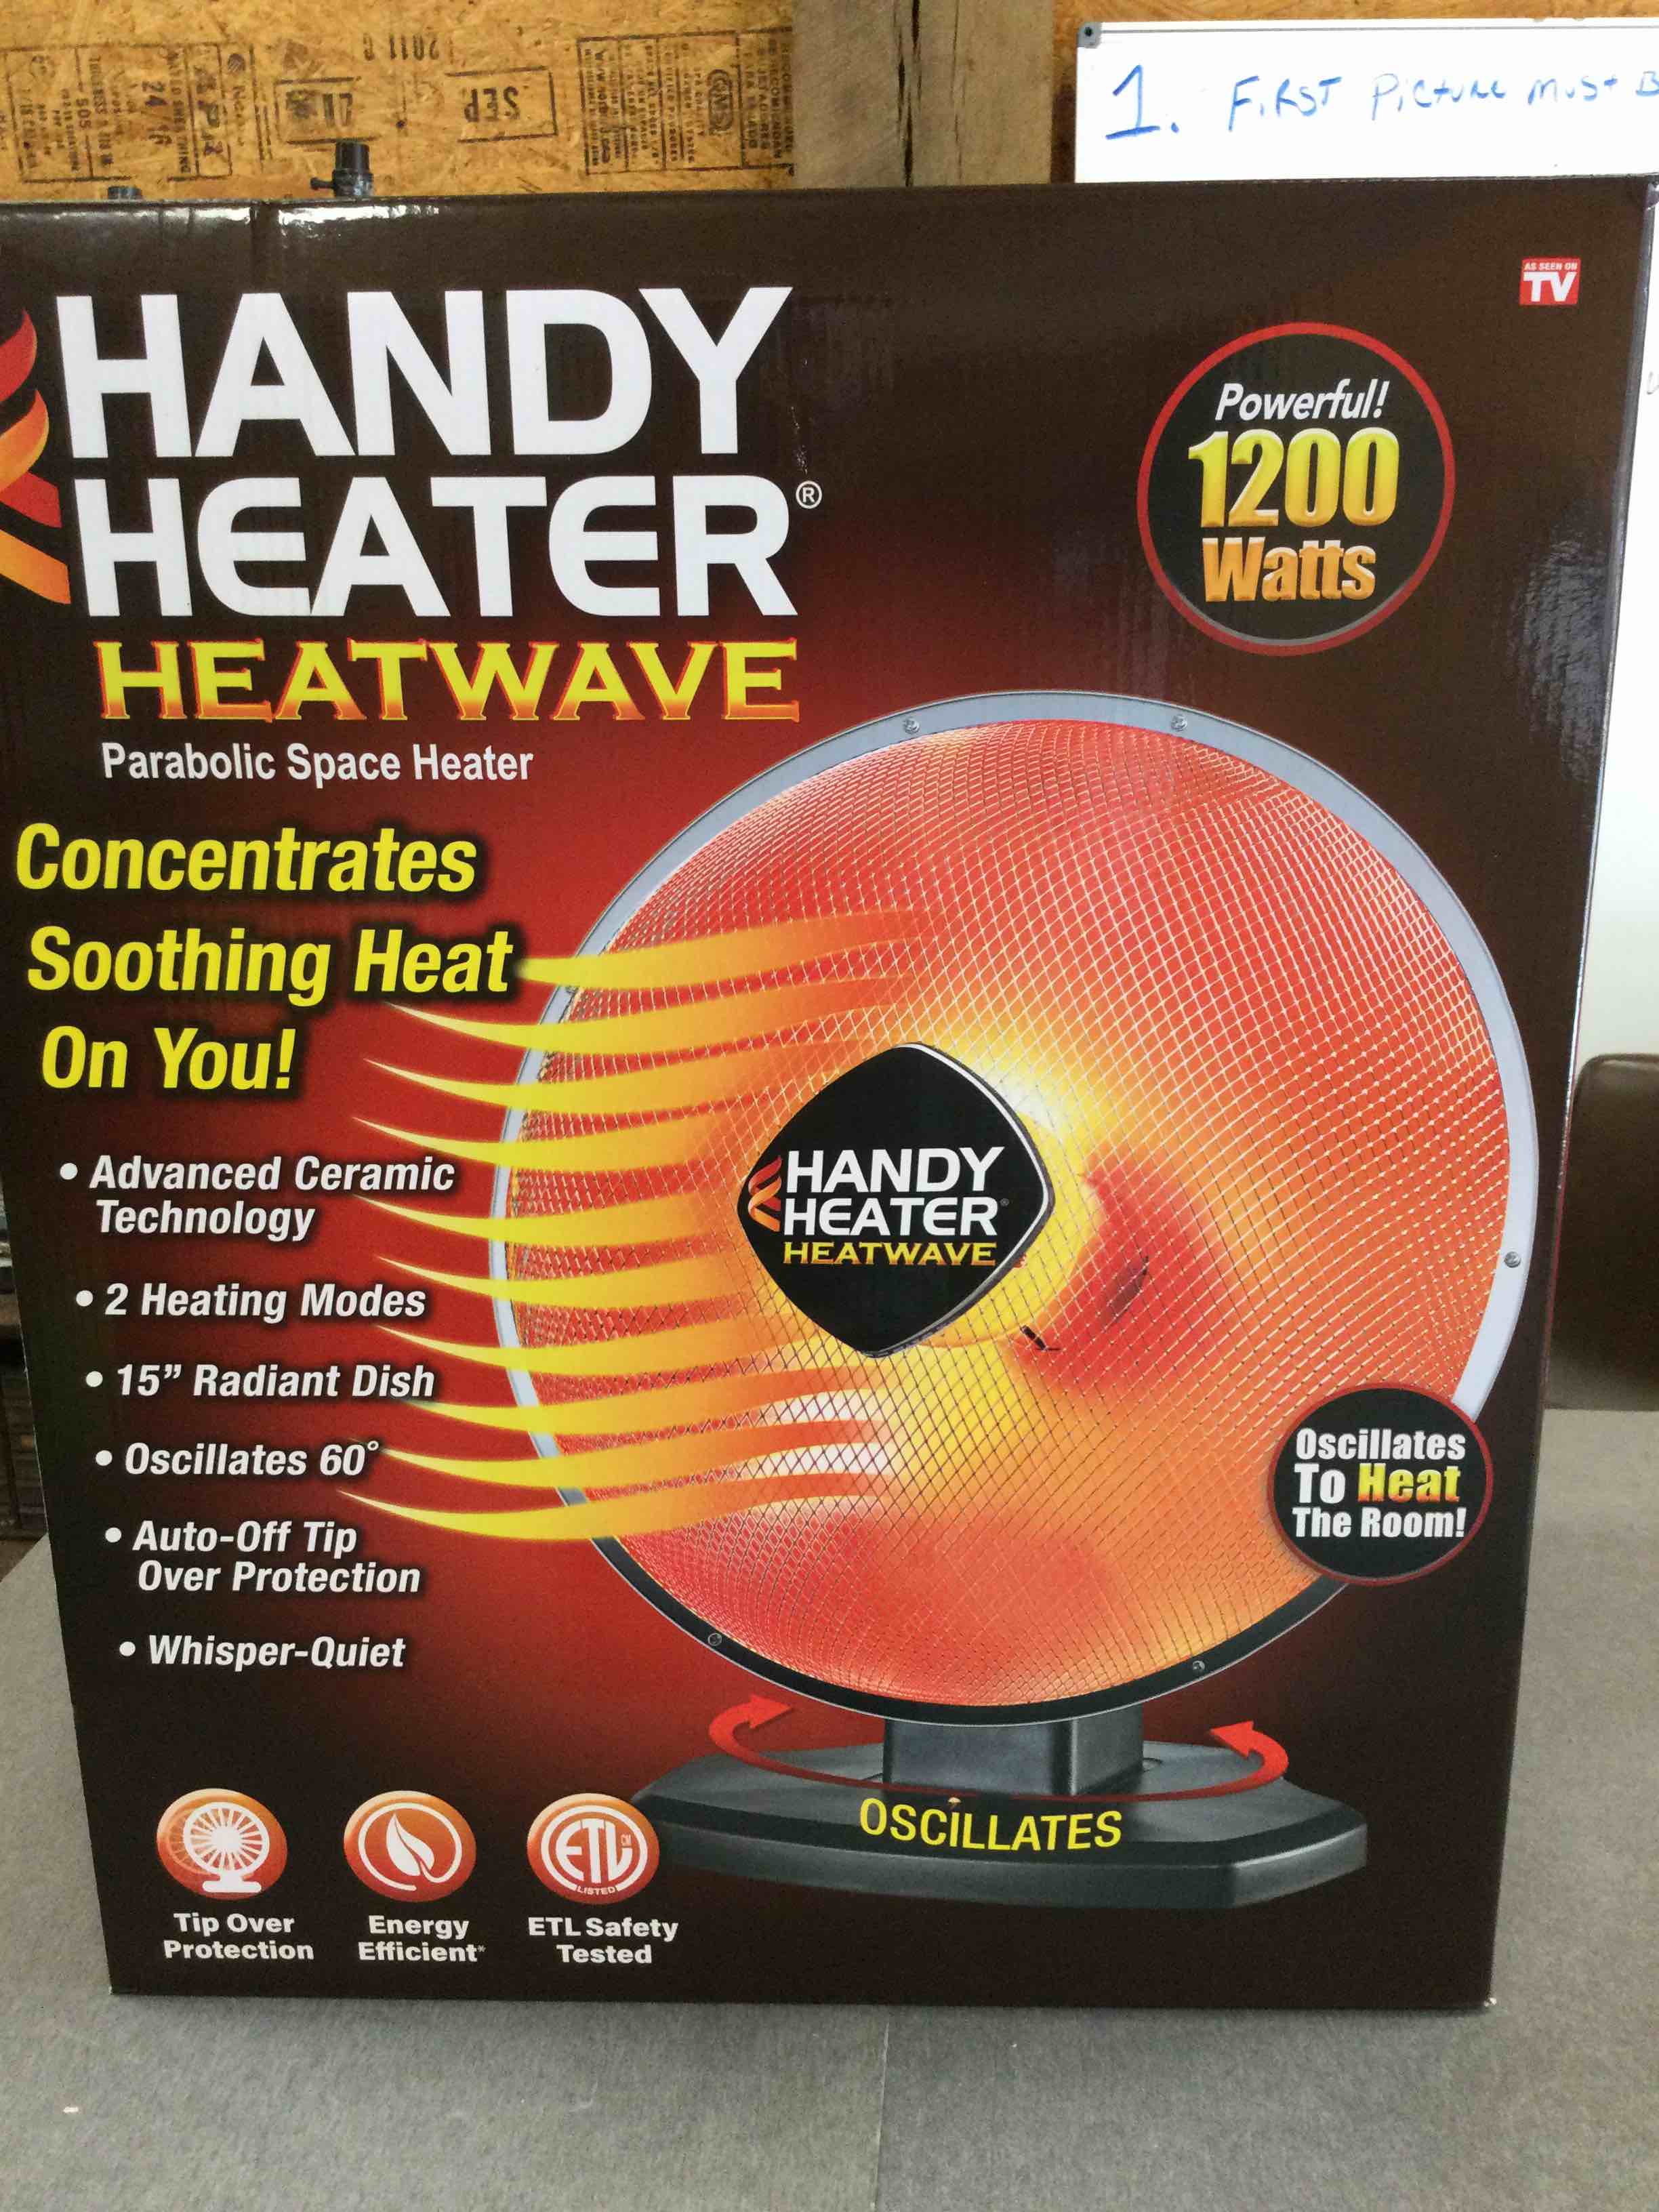 2011
SEP
24
1. FIRST PICTURE MUST B
AS SEEN ON
TV
HANDY
HEATER®
HEATWAVE
Parabolic Space Heater
Powerful!
1200
Watts
Concentrates
Soothing Heat
On You!
• Advanced Ceramic
Technology
• 2 Heating Modes
• 15” Radiant Dish
• Oscillates 60°
• Auto-Off Tip
Over Protection
• Whisper-Quiet
HANDY
HEATER®
HEATWAVE
Oscillates
To Heat
The Room!
OSCILLATES
ETL CM
LISTED
Tip Over
Protection
Energy
Efficient*
ETL Safety
Tested